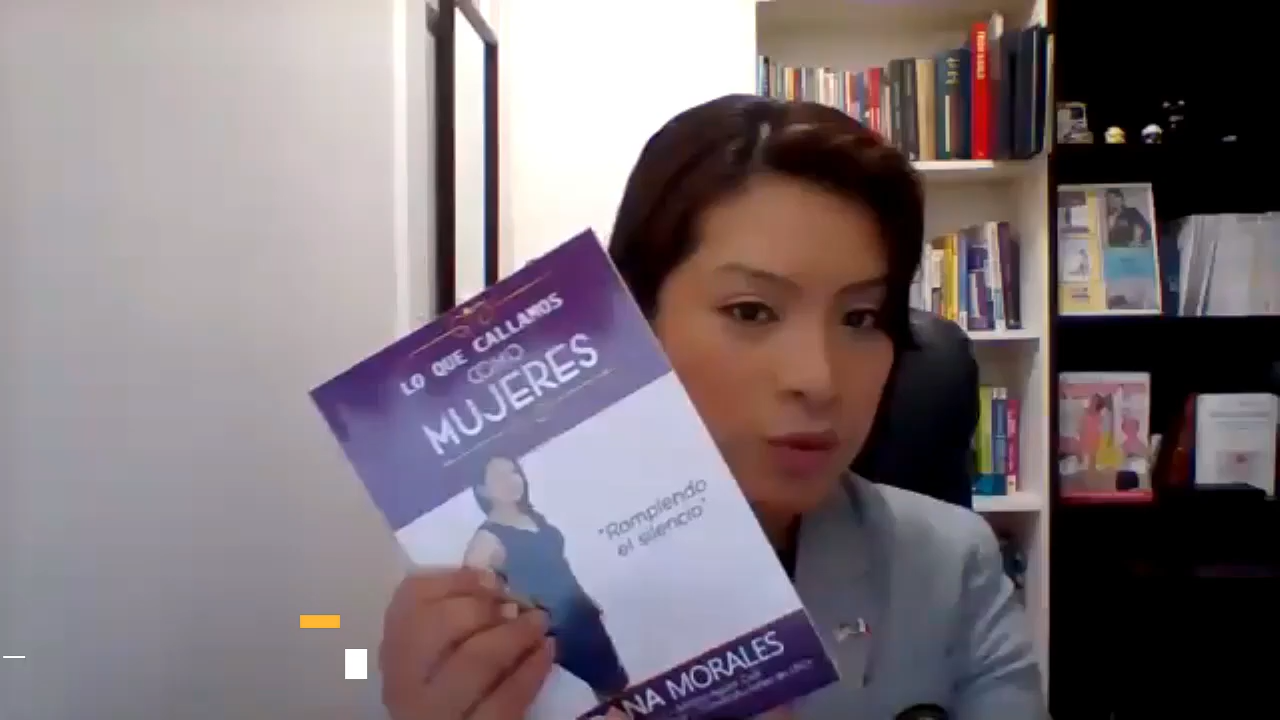 LO QUE CALLAMOS
COMO
MUJERES
"Rompiendo
el silencio"
NA MORALES